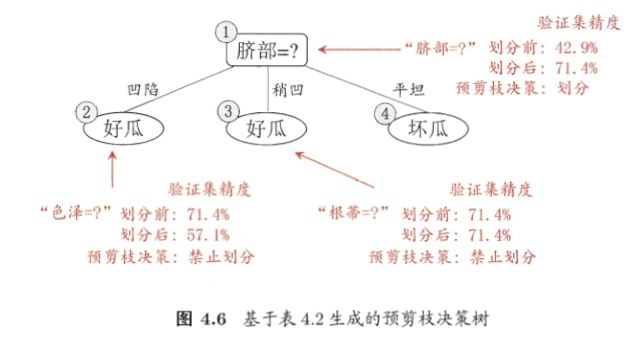 验证集精度
①
脐部=?
“脐部=?” 划分前: 42.9%
划分后: 71.4%
预剪枝决策: 划分
凹陷
稍凹
平坦
②
好瓜
③
好瓜
④
坏瓜
验证集精度
“色泽=?” 划分前: 71.4%
划分后: 57.1%
预剪枝决策: 禁止划分
验证集精度
“根蒂=?” 划分前: 71.4%
划分后: 71.4%
预剪枝决策: 禁止划分
图 4.6 基于表 4.2 生成的预剪枝决策树